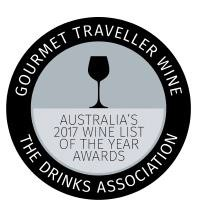 GOURMET TRAVELLER WINE
AUSTRALIA'S
2017 WINE LIST
OF THE YEAR
AWARDS
THE DRINKS ASSOCIATION